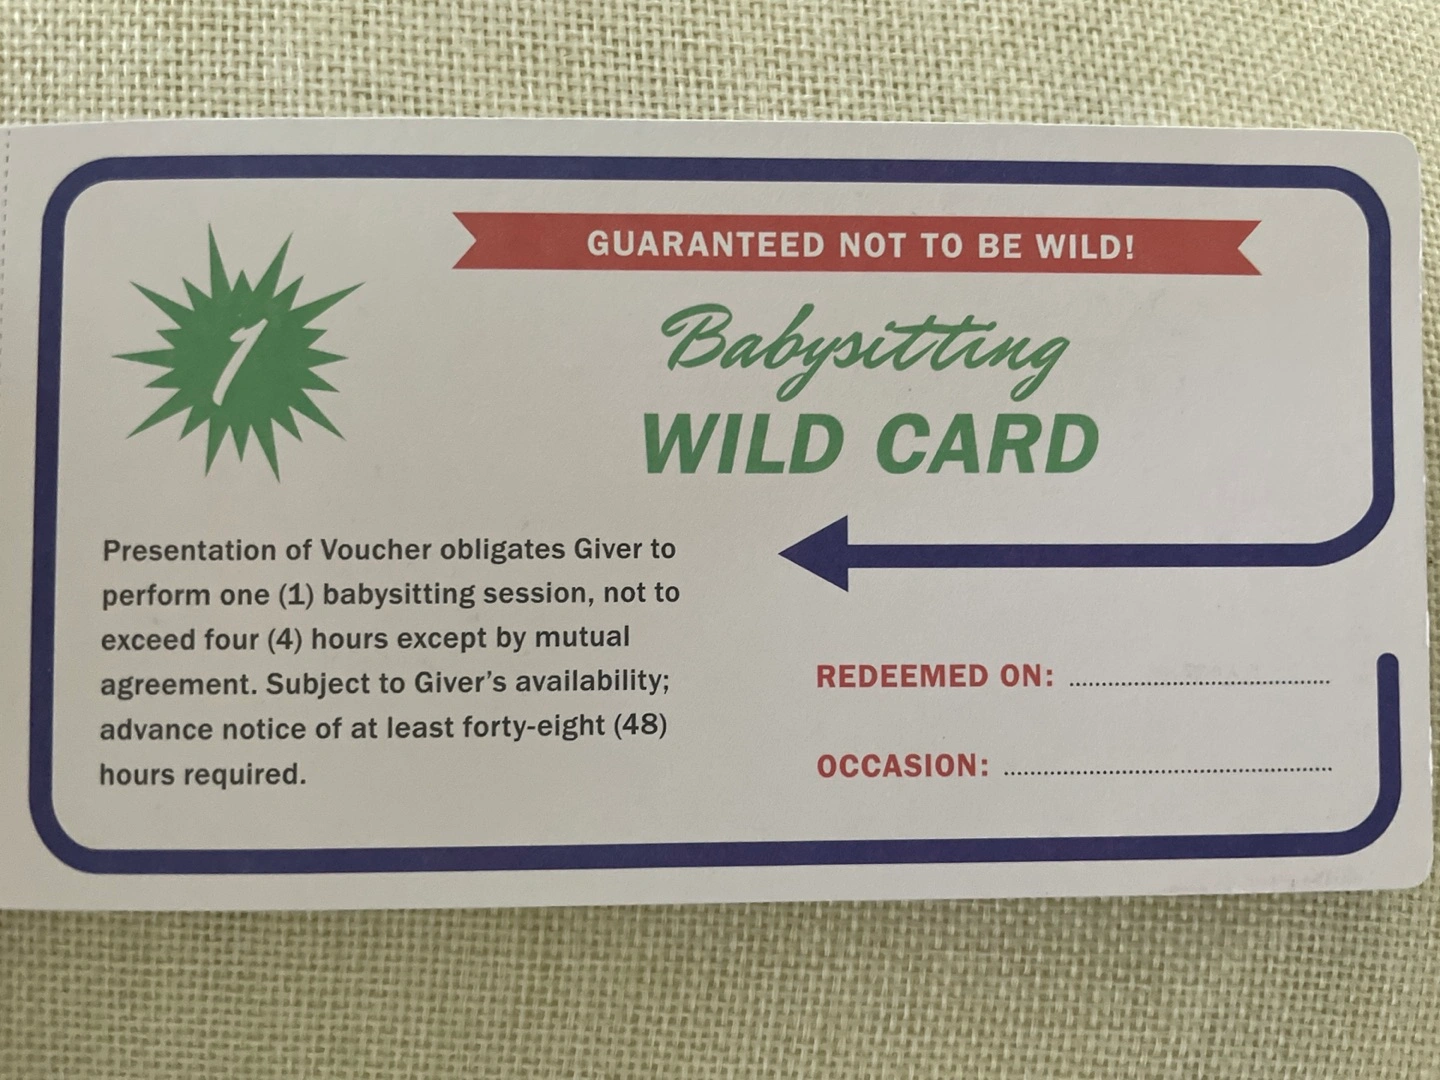 GUARANTEED NOT TO BE WILD!
1
Babysitting
WILD CARD
Presentation of Voucher obligates Giver to
perform one (1) babysitting session, not to
exceed four (4) hours except by mutual
agreement. Subject to Giver's availability;
advance notice of at least forty-eight (48)
hours required.
REDEEMED ON:
OCCASION: